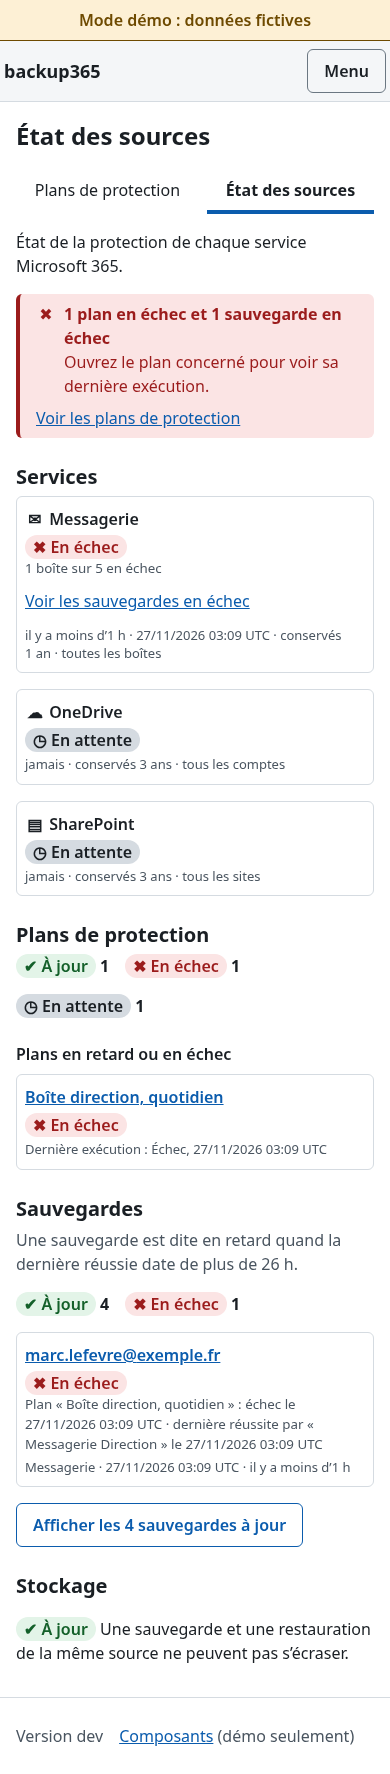 Mode démo : données fictives
backup365
Menu
État des sources
Plans de protection
État des sources
État de la protection de chaque service
Microsoft 365.
✖ 1 plan en échec et 1 sauvegarde en
échec
Ouvrez le plan concerné pour voir sa
dernière exécution.
Voir les plans de protection
Services
✉ Messagerie
✖ En échec
1 boîte sur 5 en échec
Voir les sauvegardes en échec
il y a moins d’1 h · 27/11/2026 03:09 UTC · conservés
1 an · toutes les boîtes
☁ OneDrive
◷ En attente
jamais · conservés 3 ans · tous les comptes
▤ SharePoint
◷ En attente
jamais · conservés 3 ans · tous les sites
Plans de protection
✔ À jour 1 ✖ En échec 1
◷ En attente 1
Plans en retard ou en échec
Boîte direction, quotidien
✖ En échec
Dernière exécution : Échec, 27/11/2026 03:09 UTC
Sauvegardes
Une sauvegarde est dite en retard quand la
dernière réussie date de plus de 26 h.
✔ À jour 4 ✖ En échec 1
marc.lefevre@exemple.fr
✖ En échec
Plan « Boîte direction, quotidien » : échec le
27/11/2026 03:09 UTC · dernière réussite par «
Messagerie Direction » le 27/11/2026 03:09 UTC
Messagerie · 27/11/2026 03:09 UTC · il y a moins d’1 h
Afficher les 4 sauvegardes à jour
Stockage
✔ À jour Une sauvegarde et une restauration
de la même source ne peuvent pas s’écraser.
Version dev Composants (démo seulement)